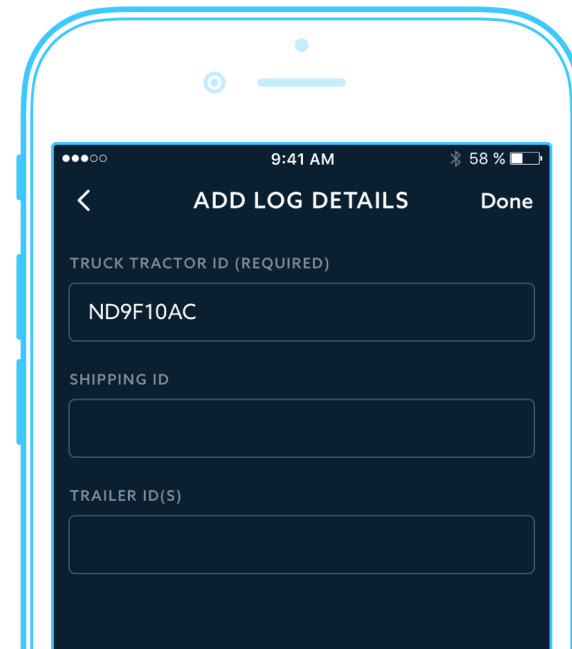 9:41 AM 58 %
ADD LOG DETAILS Done
TRUCK TRACTOR ID (REQUIRED)
ND9F10AC
SHIPPING ID
TRAILER ID(S)